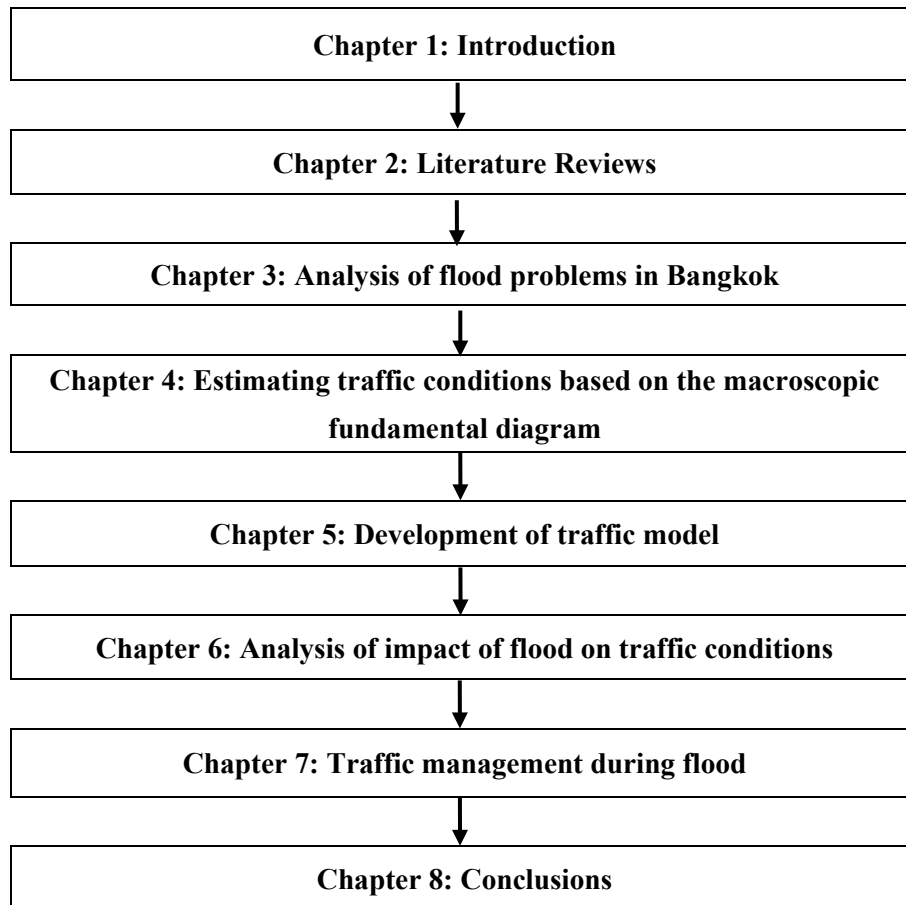 Chapter 1: Introduction
Chapter 2: Literature Reviews
Chapter 3: Analysis of flood problems in Bangkok
Chapter 4: Estimating traffic conditions based on the macroscopic
fundamental diagram
Chapter 5: Development of traffic model
Chapter 6: Analysis of impact of flood on traffic conditions
Chapter 7: Traffic management during flood
Chapter 8: Conclusions